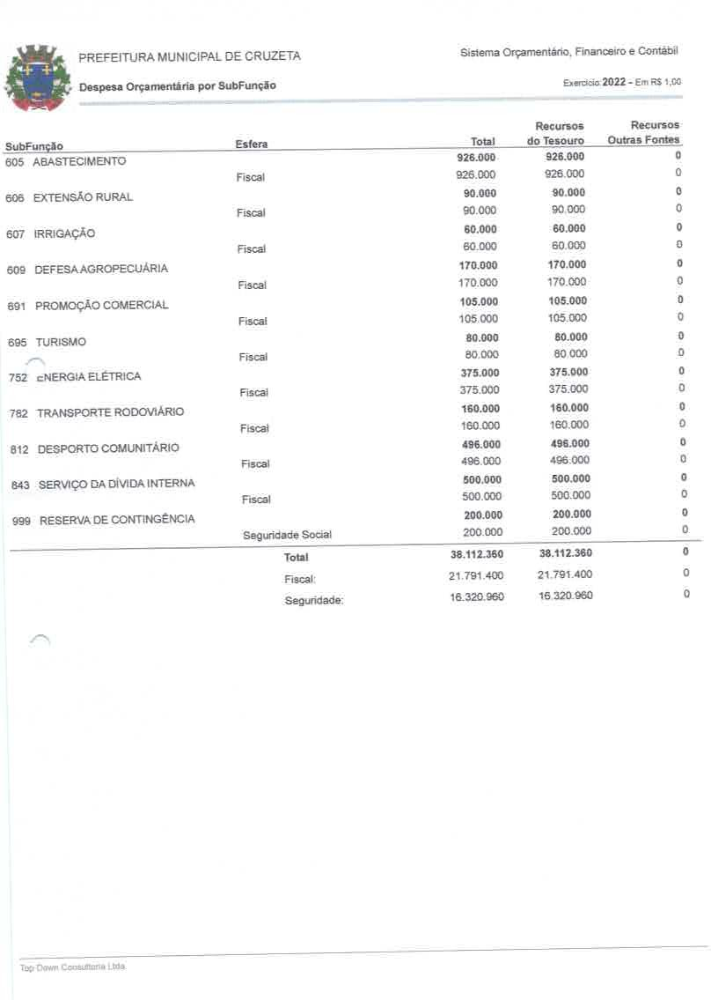 PREFEITURA MUNICIPAL DE CRUZETA
Sistema Orçamentário, Financeiro e Contábil
Despesa Orçamentária por SubFunção
Exercício: 2022 - Em R$ 1,00
SubFunção Esfera Total Recursos do Tesouro Recursos Outras Fontes
605 ABASTECIMENTO 926.000 926.000 0
Fiscal 926.000 926.000 0
606 EXTENSÃO RURAL 90.000 90.000 0
Fiscal 90.000 90.000 0
607 IRRIGAÇÃO 60.000 60.000 0
Fiscal 60.000 60.000 0
609 DEFESA AGROPECUÁRIA 170.000 170.000 0
Fiscal 170.000 170.000 0
691 PROMOÇÃO COMERCIAL 105.000 105.000 0
Fiscal 105.000 105.000 0
695 TURISMO 80.000 80.000 0
Fiscal 80.000 80.000 0
752 ENERGIA ELÉTRICA 375.000 375.000 0
Fiscal 375.000 375.000 0
782 TRANSPORTE RODOVIÁRIO 160.000 160.000 0
Fiscal 160.000 160.000 0
812 DESPORTO COMUNITÁRIO 496.000 496.000 0
Fiscal 496.000 496.000 0
843 SERVIÇO DA DÍVIDA INTERNA 500.000 500.000 0
Fiscal 500.000 500.000 0
999 RESERVA DE CONTINGÊNCIA 200.000 200.000 0
Seguridade Social 200.000 200.000 0
Total 38.112.360 38.112.360 0
Fiscal: 21.791.400 21.791.400 0
Seguridade: 16.320.960 16.320.960 0
Top Down Consultoria Ltda.